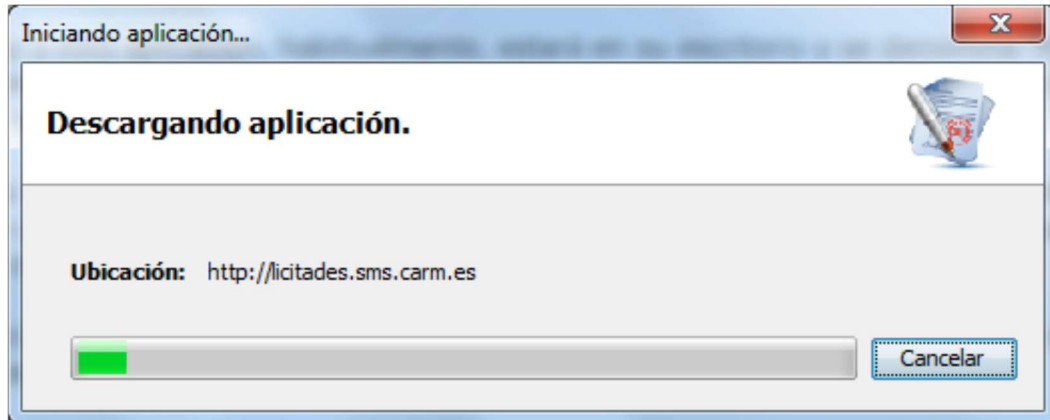 Iniciando aplicación...
Descargando aplicación.
Ubicación: http://licitades.sms.carm.es
Cancelar